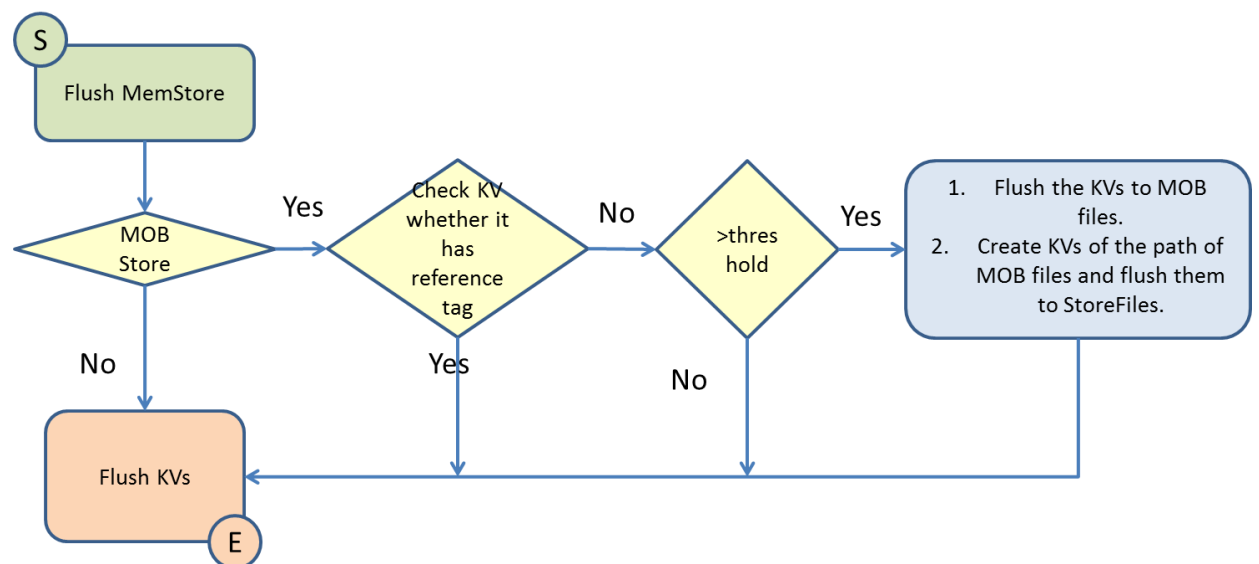 S
Flush MemStore
MOB
Store
Yes
Check KV
whether it
has
reference
tag
No
>thres
hold
Yes
1. Flush the KVs to MOB
files.
2. Create KVs of the path of
MOB files and flush them
to StoreFiles.
No
Yes
No
Flush KVs
E